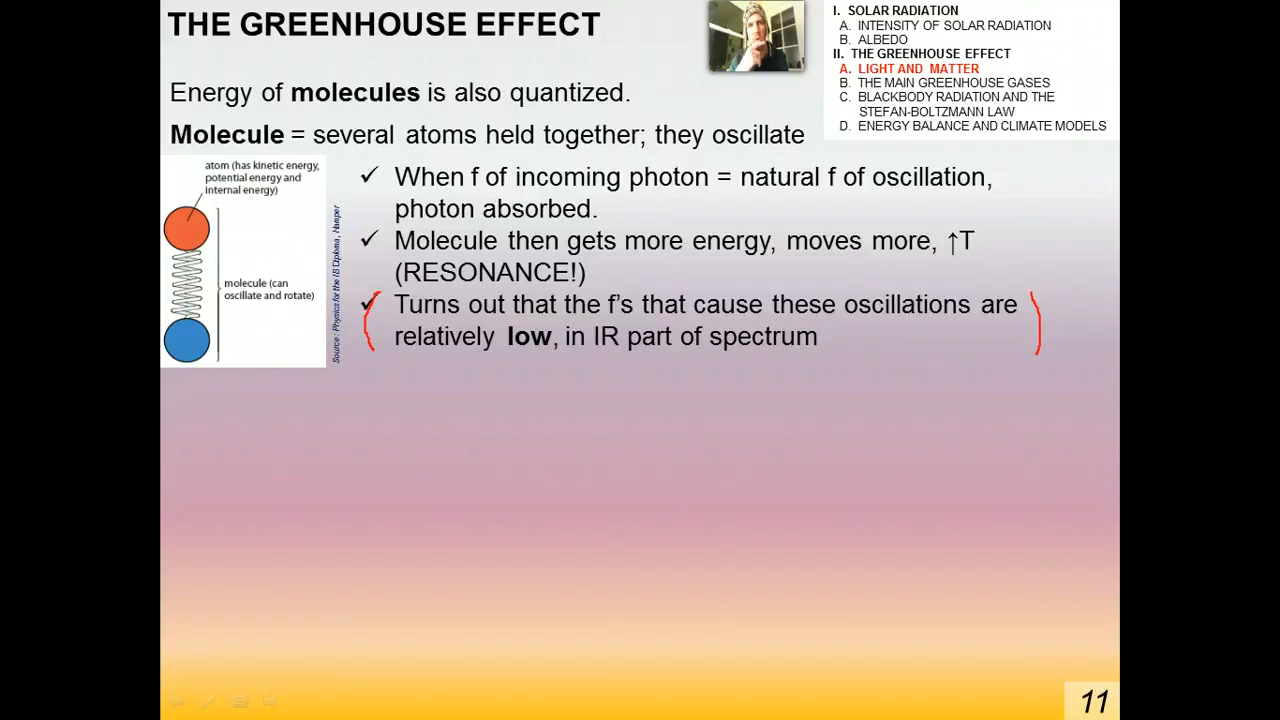 THE GREENHOUSE EFFECT
I. SOLAR RADIATION
A. INTENSITY OF SOLAR RADIATION
B. ALBEDO
II. THE GREENHOUSE EFFECT
A. LIGHT AND MATTER
B. THE MAIN GREENHOUSE GASES
C. BLACKBODY RADIATION AND THE
STEFAN-BOLTZMANN LAW
D. ENERGY BALANCE AND CLIMATE MODELS
Energy of molecules is also quantized.
Molecule = several atoms held together; they oscillate
atom (has kinetic energy,
potential energy and
internal energy)
molecule (can
oscillate and rotate)
Source: Physics for the IB Diploma, Hamper
✓ When f of incoming photon = natural f of oscillation,
photon absorbed.
✓ Molecule then gets more energy, moves more, ↑T
(RESONANCE!)
✓ Turns out that the f's that cause these oscillations are
relatively low, in IR part of spectrum
11